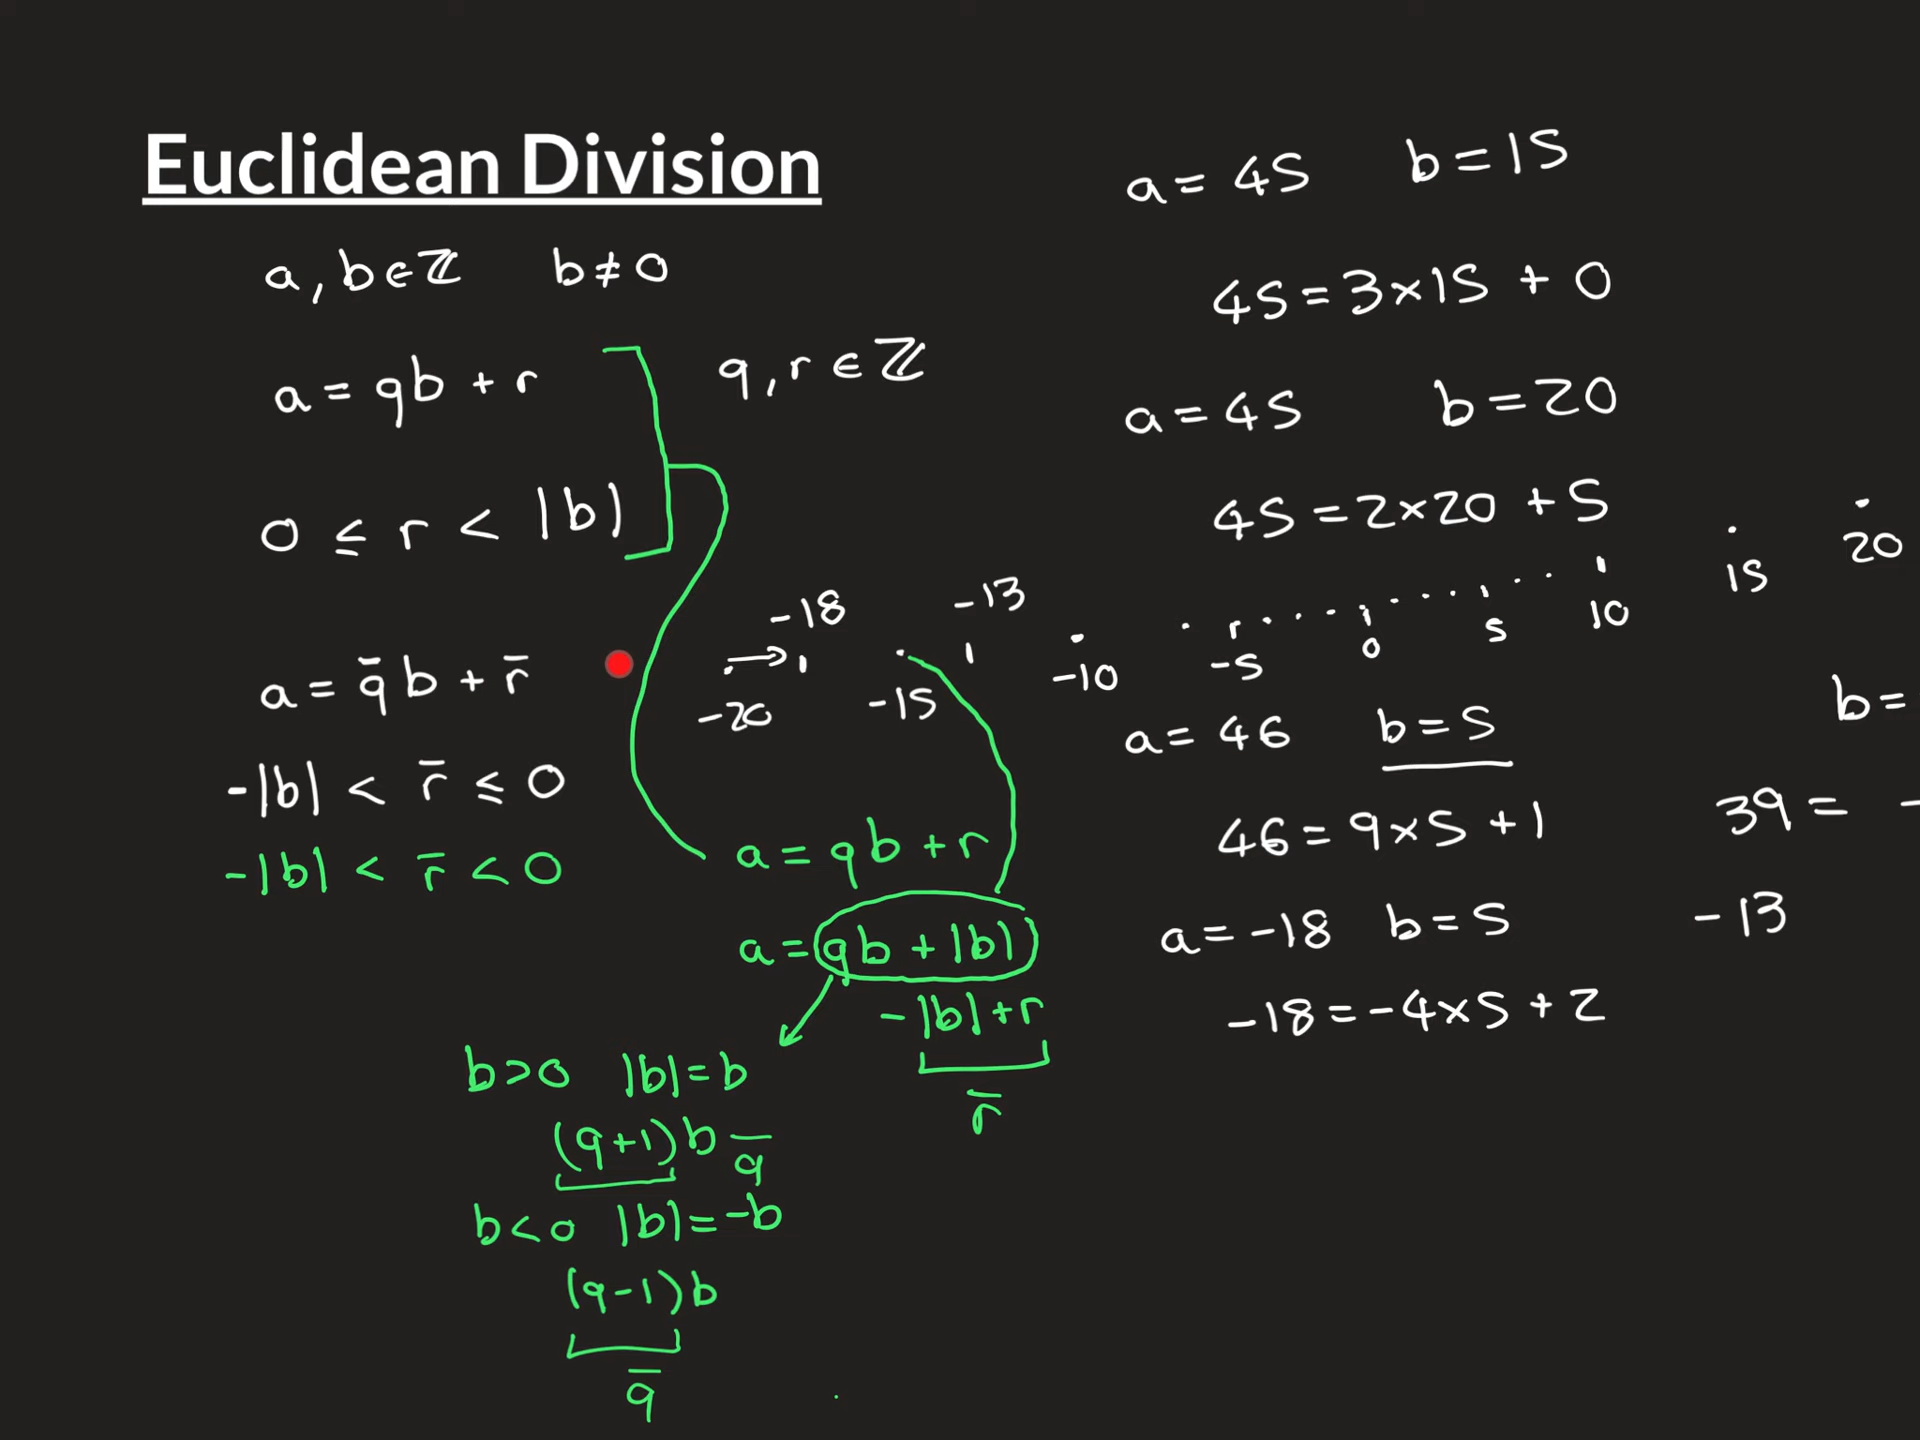 Euclidean Division
a, b ∈ ℤ b ≠ 0
a = qb + r q, r ∈ ℤ
0 ≤ r < |b|
a = q̄b + r̄
-|b| < r̄ ≤ 0
-|b| < r̄ < 0
-18 -13
-20 -15 -10 -5 0 5 10 15 20
a = qb + r
a = qb + |b|
-|b| + r
r̄
b > 0 |b| = b
(q+1)b q̄
b < 0 |b| = -b
(q-1)b
q̄
a = 45 b = 15
45 = 3×15 + 0
a = 45 b = 20
45 = 2×20 + 5
a = 46 b = 5
46 = 9×5 + 1
a = -18 b = 5
-18 = -4×5 + 2
b =
39 = -
-13